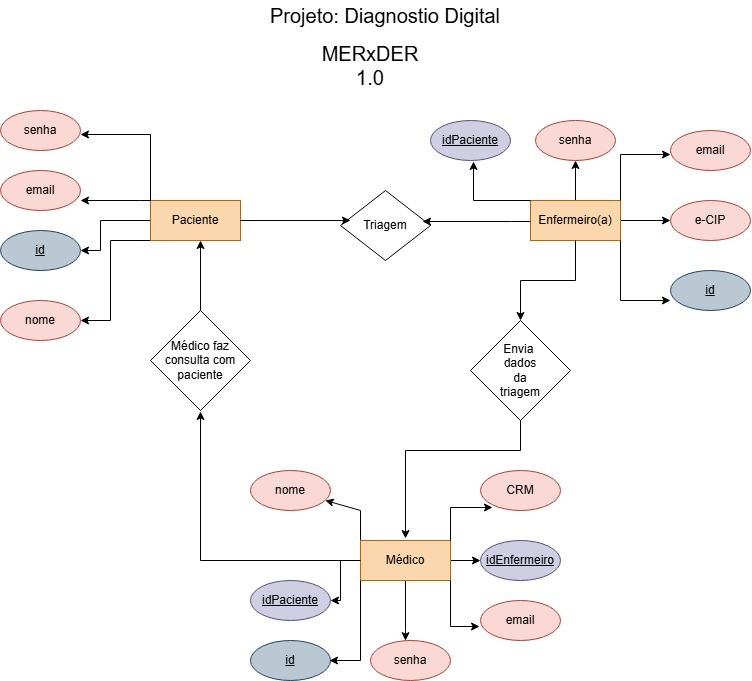 Projeto: Diagnostio Digital
MERxDER
1.0
senha
email
id
nome
Paciente
Triagem
idPaciente
senha
email
Enfermeiro(a)
e-CIP
id
Médico faz
consulta com
paciente
Envia
dados
da
triagem
nome
CRM
Médico
idEnfermeiro
idPaciente
email
id
senha